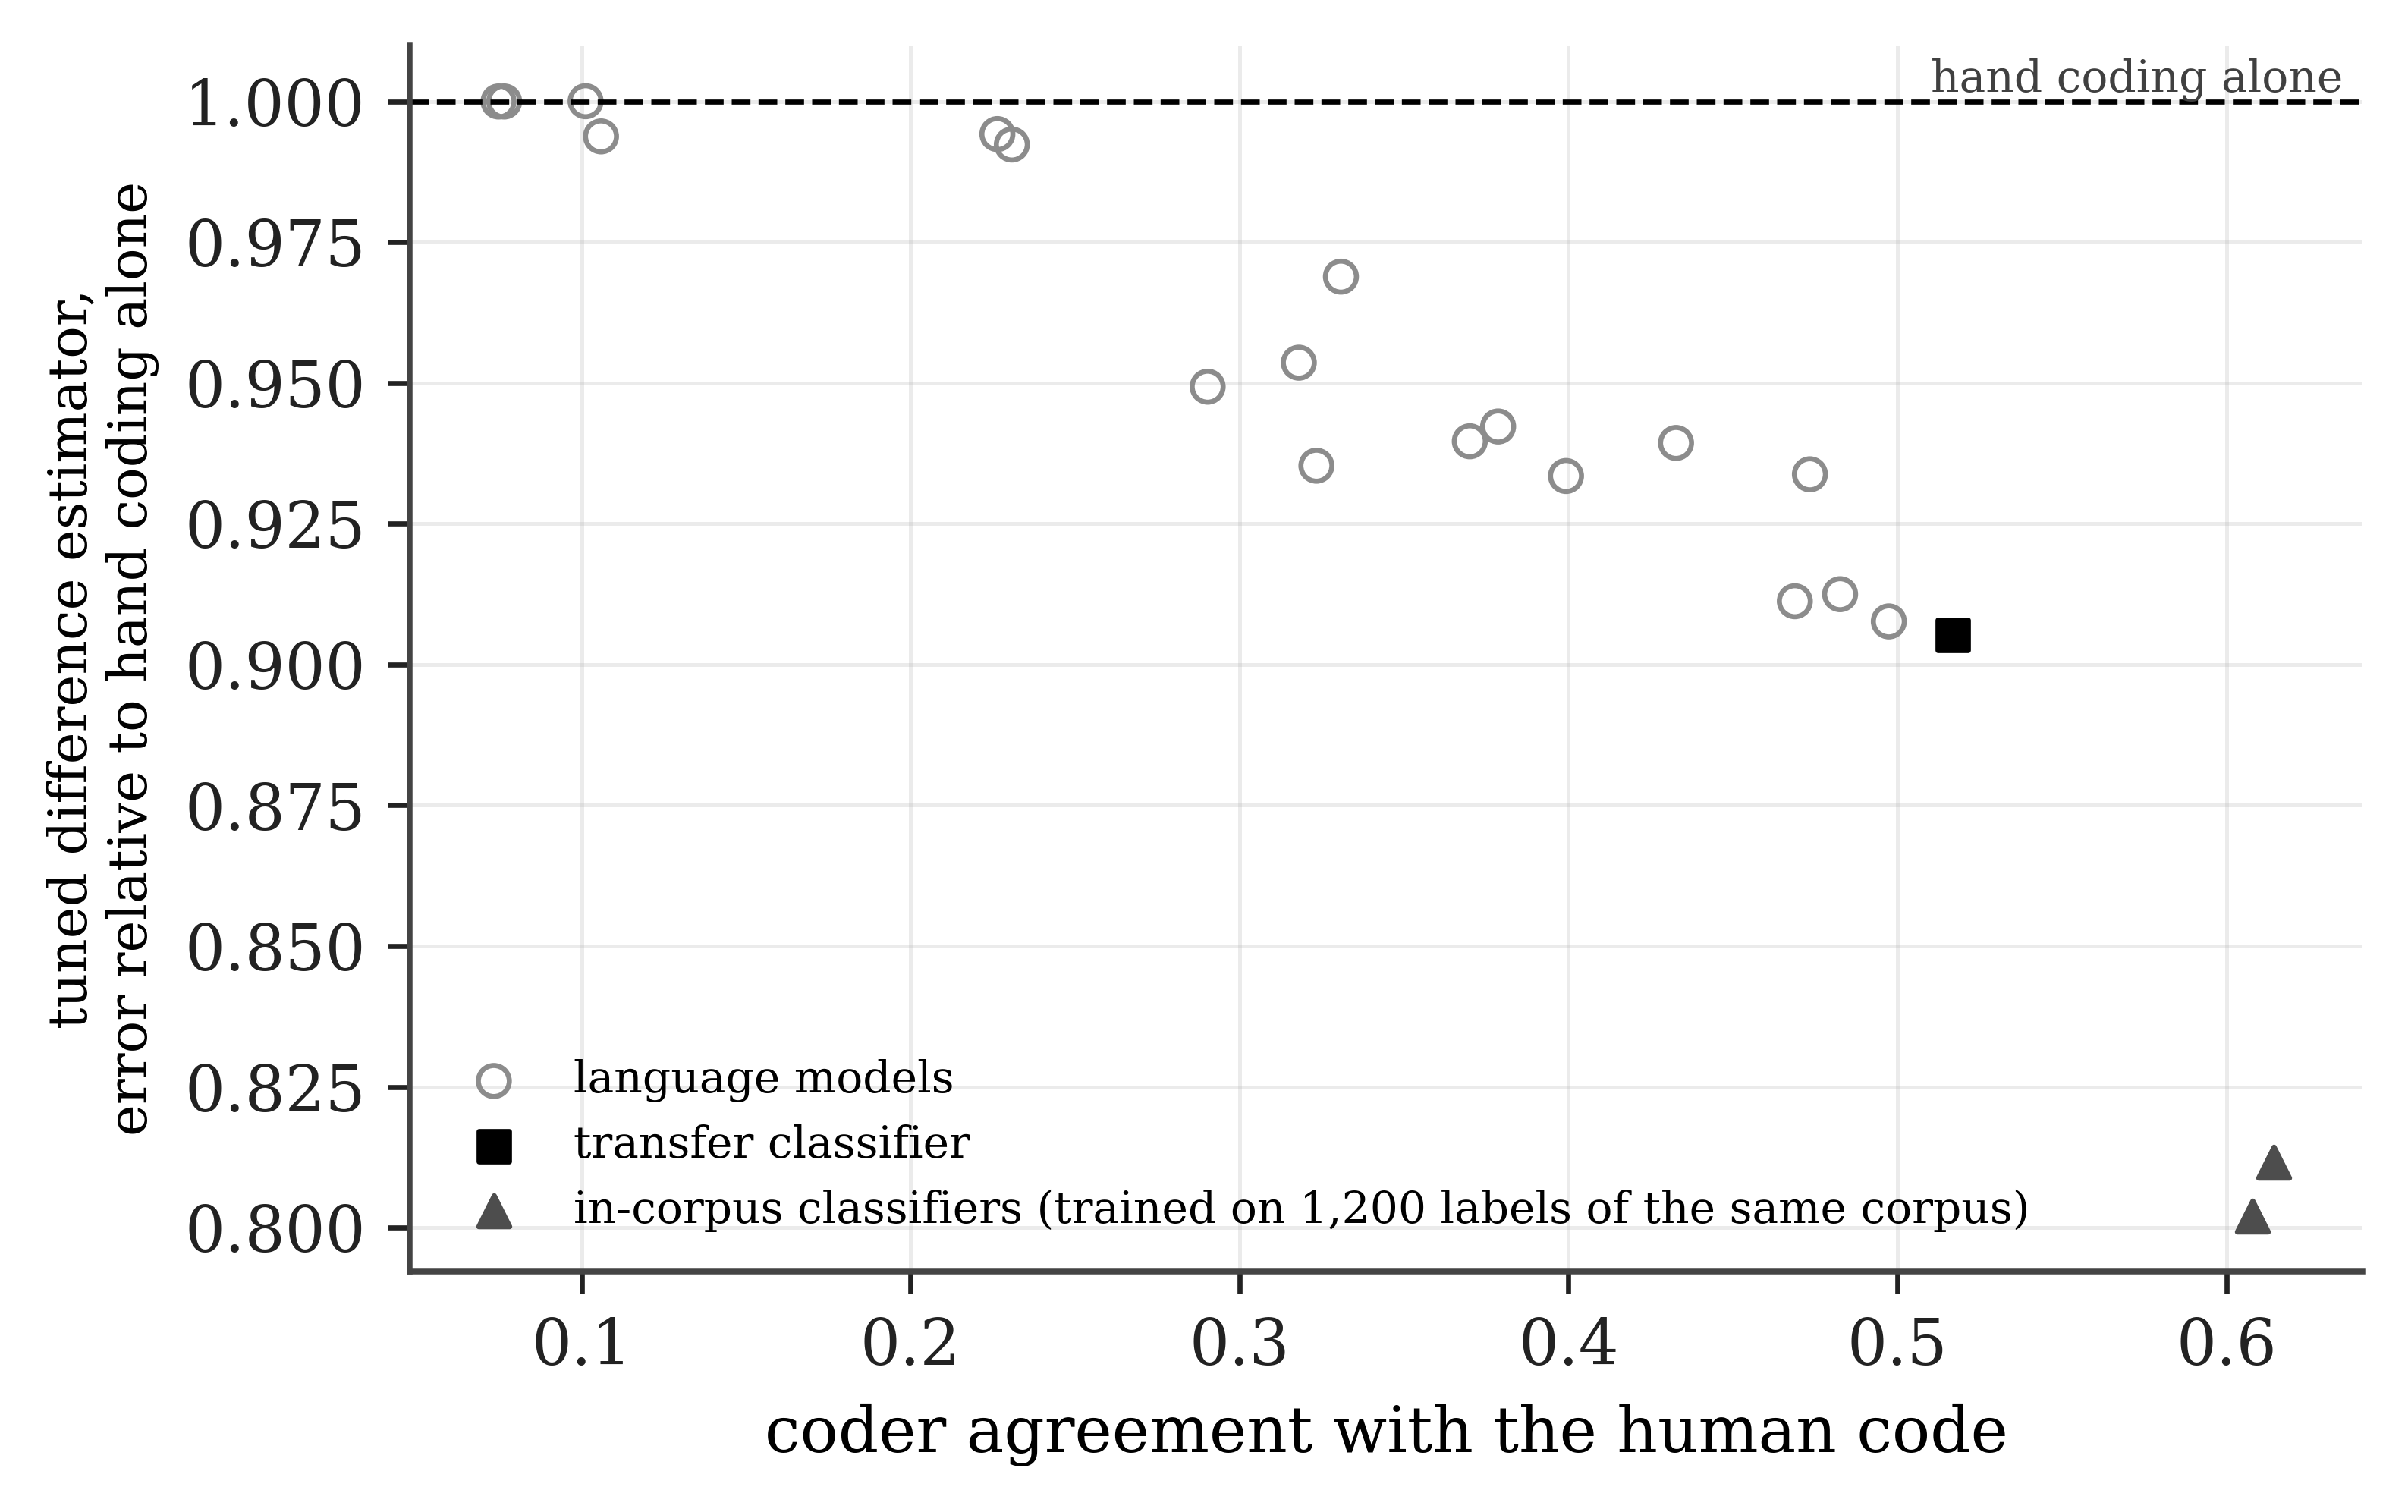 hand coding alone
1.000
0.975
0.950
0.925
0.900
0.875
0.850
0.825
0.800
tuned difference estimator,
error relative to hand coding alone
language models
transfer classifier
in-corpus classifiers (trained on 1,200 labels of the same corpus)
0.1 0.2 0.3 0.4 0.5 0.6
coder agreement with the human code